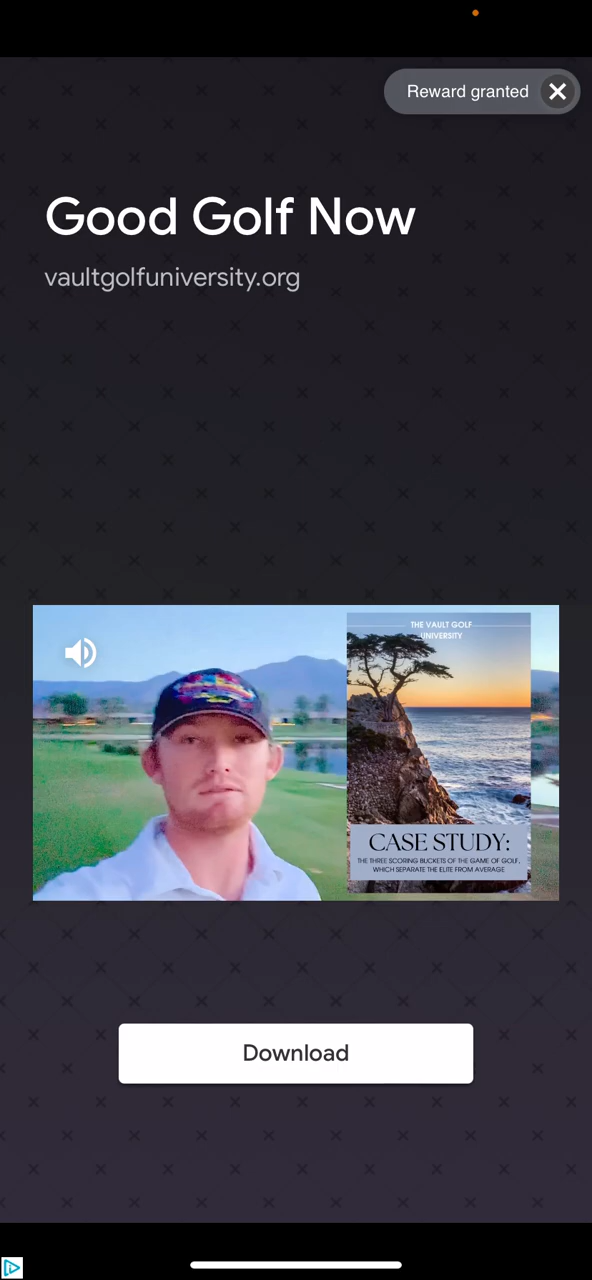 Reward granted
Good Golf Now
vaultgolfuniversity.org
THE VAULT GOLF
UNIVERSITY
CASE STUDY:
THE THREE SCORING BUCKETS OF THE GAME OF GOLF,
WHICH SEPARATE THE ELITE FROM AVERAGE
Download